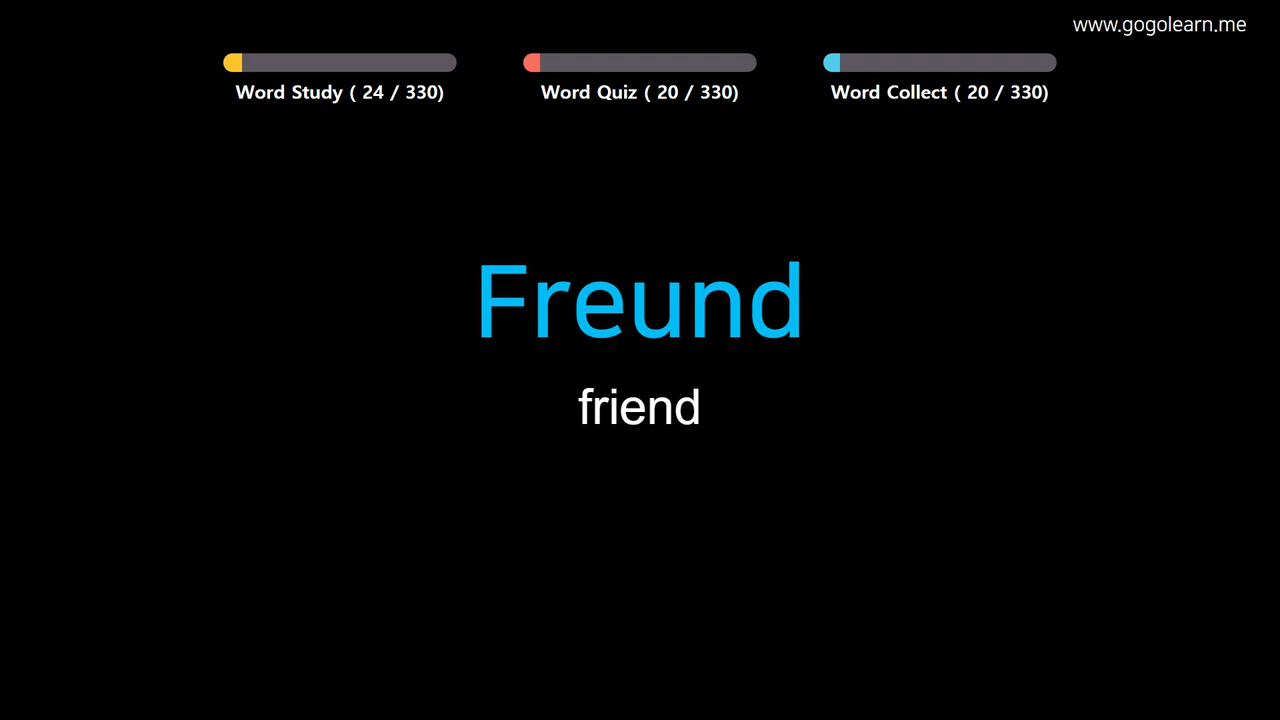 www.gogolearn.me
Word Study ( 24 / 330)
Word Quiz ( 20 / 330)
Word Collect ( 20 / 330)
Freund
friend